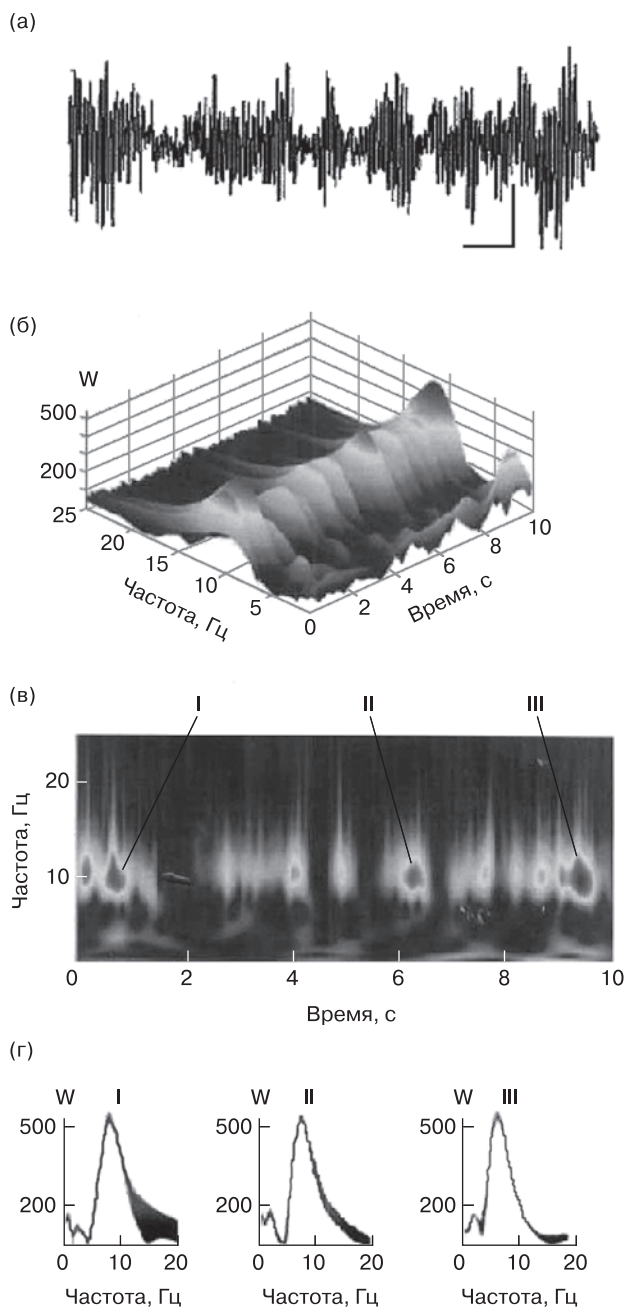 (а)
(б)
W
500
200
25
20
15
10
5
0
Частота, Гц
2
4
6
8
10
Время, с
(в)
I
II
III
20
10
Частота, Гц
0
2
4
6
8
10
Время, с
(г)
W
I
500
200
0
10
20
Частота, Гц
W
II
500
200
0
10
20
Частота, Гц
W
III
500
200
0
10
20
Частота, Гц